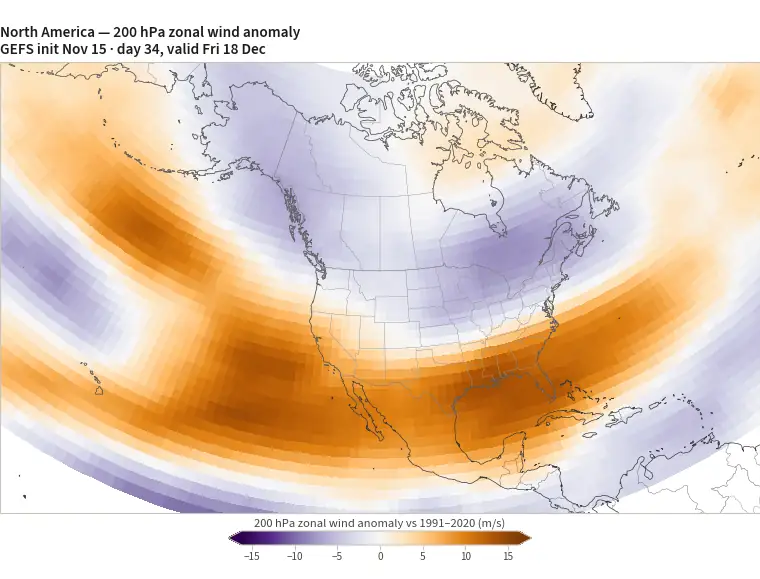 North America — 200 hPa zonal wind anomaly
GEFS init Nov 15 · day 34, valid Fri 18 Dec
200 hPa zonal wind anomaly vs 1991–2020 (m/s)
−15 −10 −5 0 5 10 15